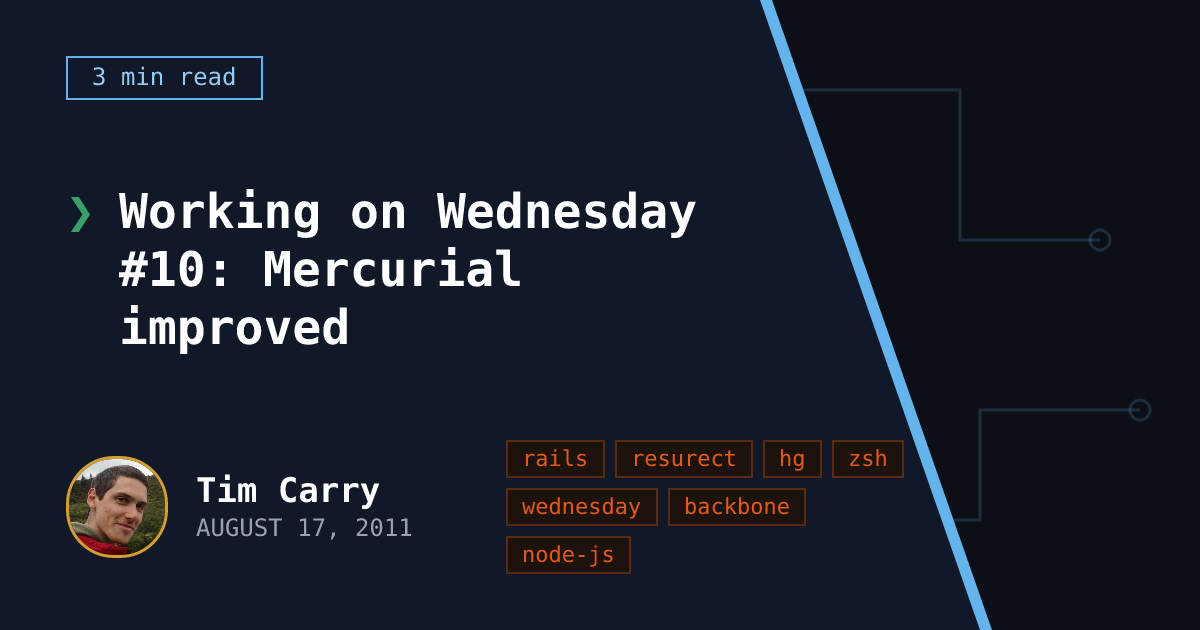 3 min read
❯ Working on Wednesday
#10: Mercurial
improved
Tim Carry
AUGUST 17, 2011
rails resurect hg zsh
wednesday backbone
node-js